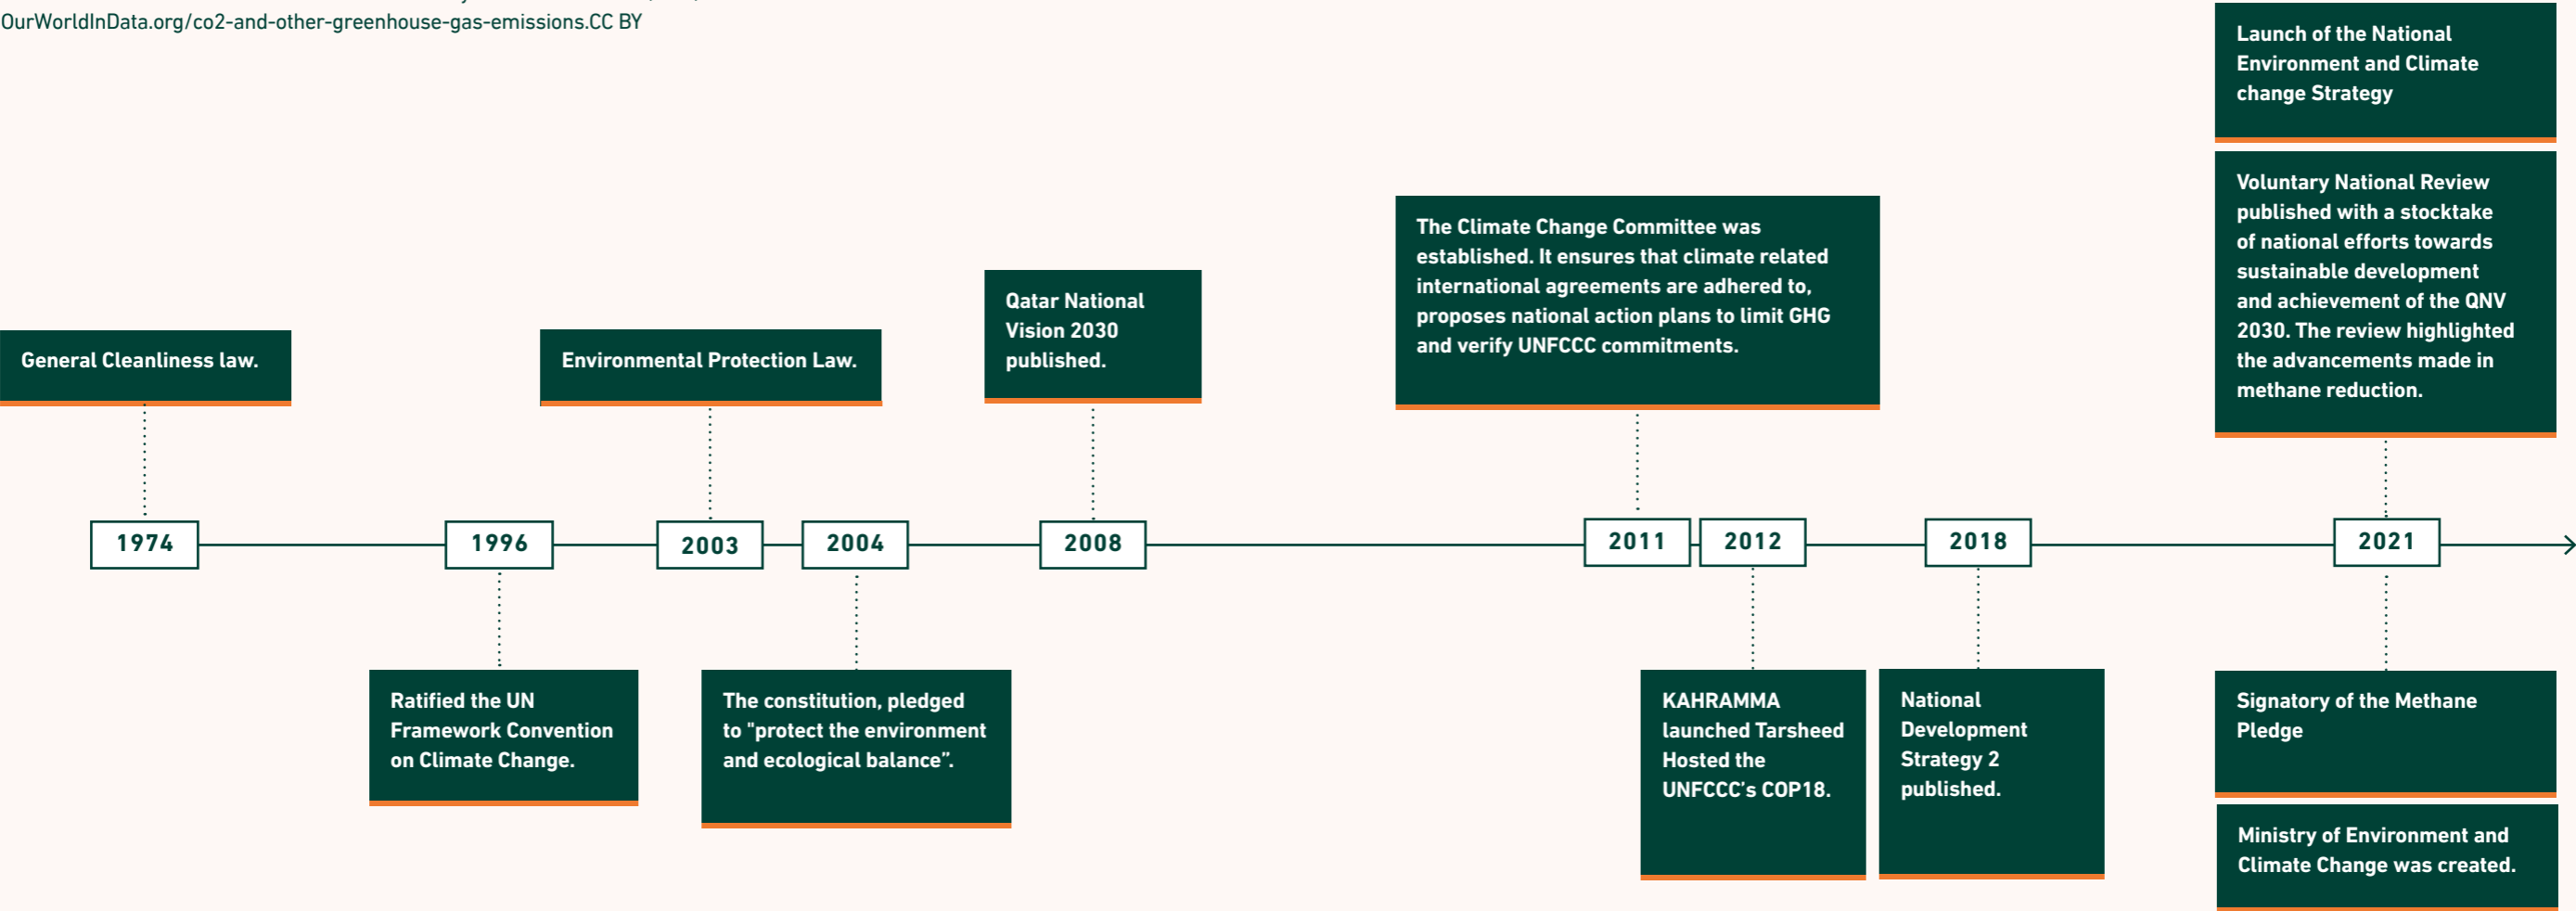 OurWorldInData.org/co2-and-other-greenhouse-gas-emissions.CC BY
Launch of the National
Environment and Climate
change Strategy
Voluntary National Review
published with a stocktake
of national efforts towards
sustainable development
and achievement of the QNV
2030. The review highlighted
the advancements made in
methane reduction.
The Climate Change Committee was
established. It ensures that climate related
international agreements are adhered to,
proposes national action plans to limit GHG
and verify UNFCCC commitments.
Qatar National
Vision 2030
published.
General Cleanliness law.
Environmental Protection Law.
1974
1996
2003
2004
2008
2011
2012
2018
2021
Ratified the UN
Framework Convention
on Climate Change.
The constitution, pledged
to "protect the environment
and ecological balance”.
KAHRAMMA
launched Tarsheed
Hosted the
UNFCCC’s COP18.
National
Development
Strategy 2
published.
Signatory of the Methane
Pledge
Ministry of Environment and
Climate Change was created.